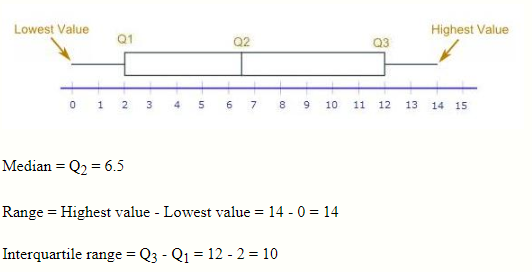 Lowest Value
Highest Value
Q1
Q2
Q3
0 1 2 3 4 5 6 7 8 9 10 11 12 13 14 15
Median = Q₂ = 6.5
Range = Highest value - Lowest value = 14 - 0 = 14
Interquartile range = Q₃ - Q₁ = 12 - 2 = 10